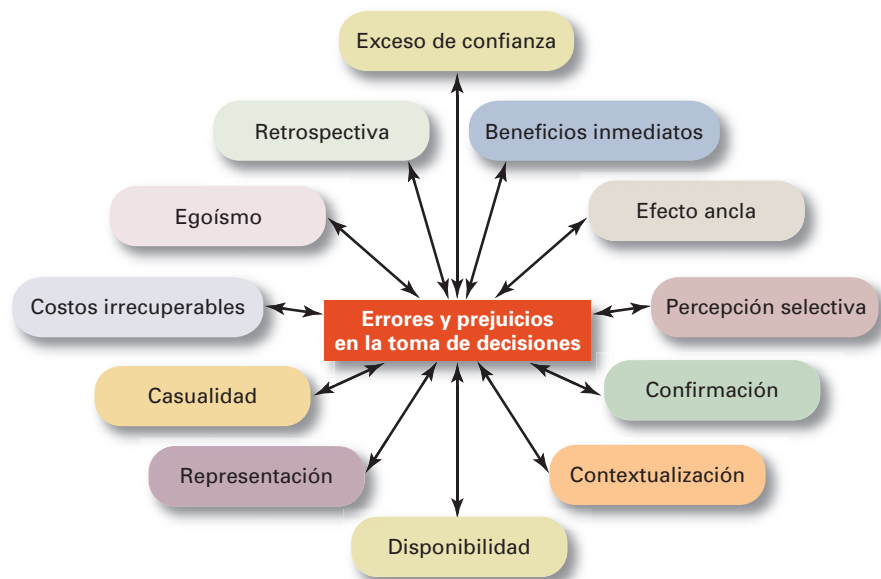 Exceso de confianza
Retrospectiva
Beneficios inmediatos
Egoísmo
Efecto ancla
Costos irrecuperables
Errores y prejuicios
en la toma de decisiones
Percepción selectiva
Casualidad
Confirmación
Representación
Contextualización
Disponibilidad